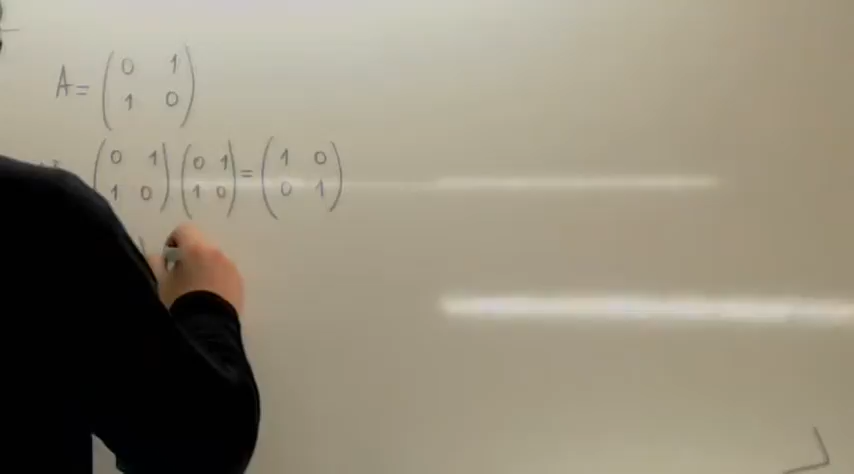 A = ( 0 1
1 0 )
( 0 1 ) ( 0 1 ) = ( 1 0 )
( 1 0 ) ( 1 0 ) ( 0 1 )